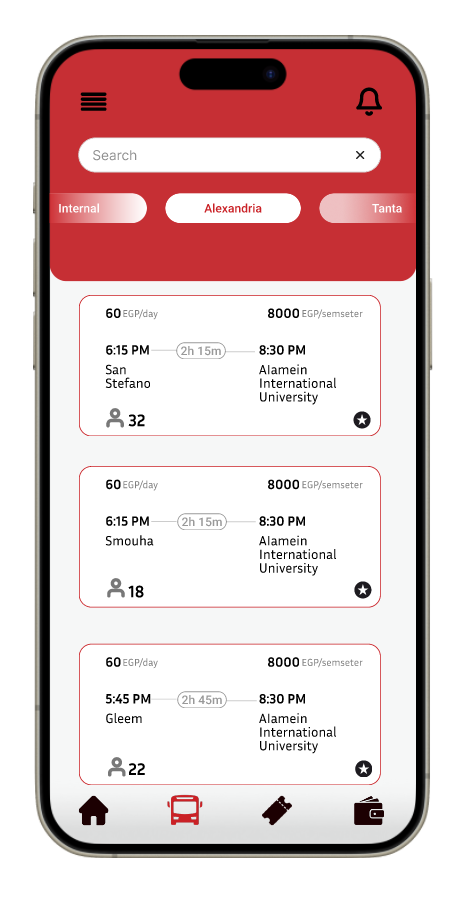 Search
Internal
Alexandria
Tanta
60 EGP/day
8000 EGP/semseter
6:15 PM
2h 15m
8:30 PM
San
Stefano
Alamein
International
University
32
60 EGP/day
8000 EGP/semseter
6:15 PM
2h 15m
8:30 PM
Smouha
Alamein
International
University
18
60 EGP/day
8000 EGP/semseter
5:45 PM
2h 45m
8:30 PM
Gleem
Alamein
International
University
22